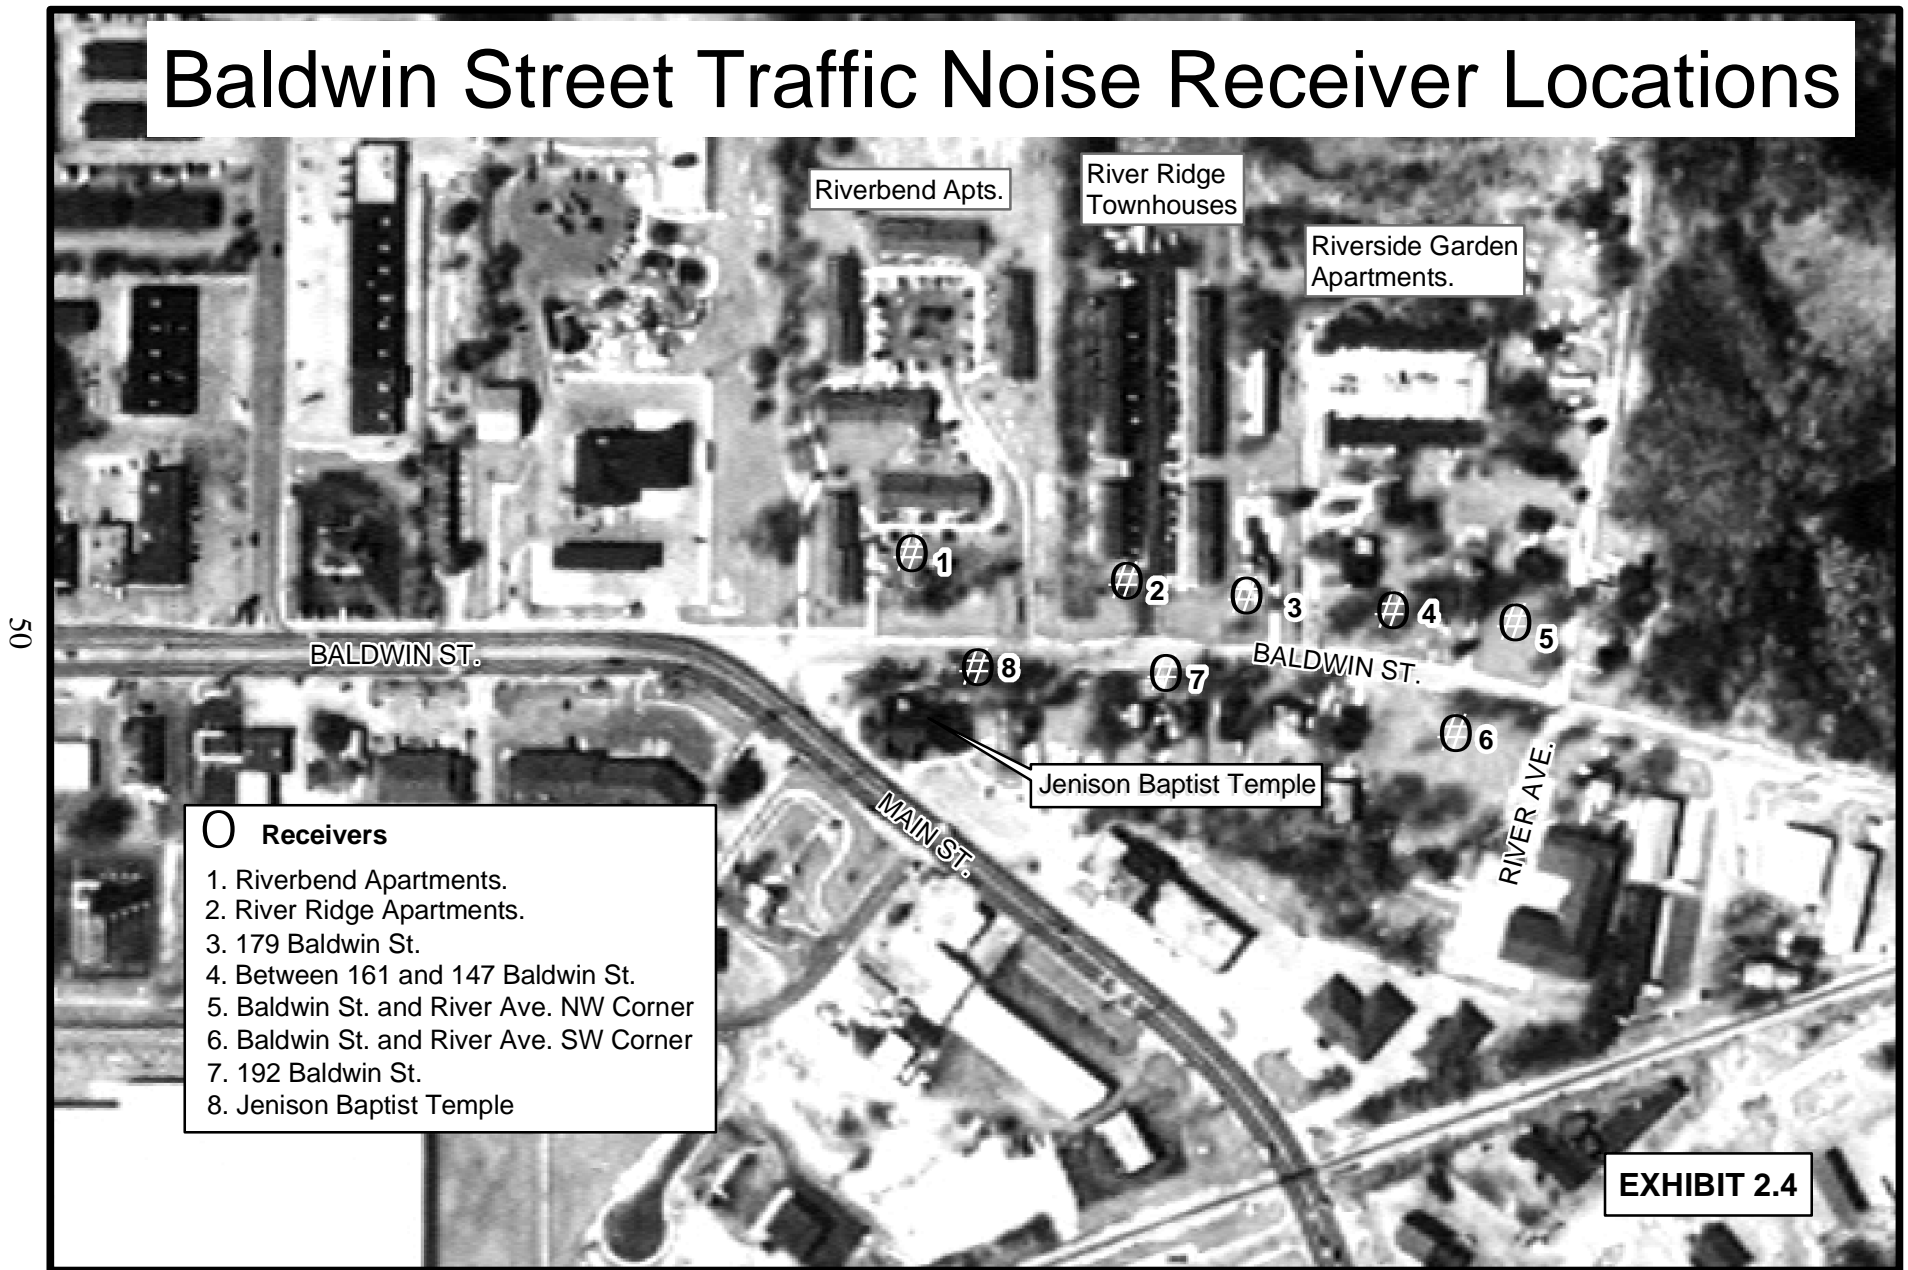 Baldwin Street Traffic Noise Receiver Locations
Riverbend Apts.
River Ridge
Townhouses
Riverside Garden
Apartments.
1
2
3
4
5
BALDWIN ST.
8
7
BALDWIN ST.
6
Jenison Baptist Temple
MAIN ST.
RIVER AVE.
Receivers
1. Riverbend Apartments.
2. River Ridge Apartments.
3. 179 Baldwin St.
4. Between 161 and 147 Baldwin St.
5. Baldwin St. and River Ave. NW Corner
6. Baldwin St. and River Ave. SW Corner
7. 192 Baldwin St.
8. Jenison Baptist Temple
EXHIBIT 2.4
50